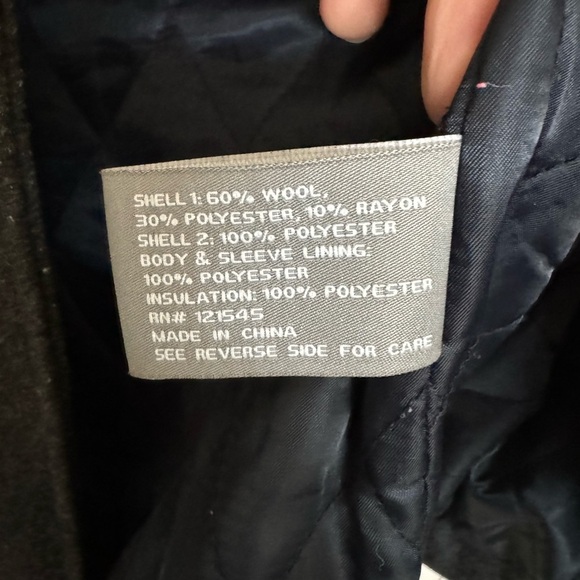 SHELL 1: 60% WOOL,
30% POLYESTER, 10% RAYON
SHELL 2: 100% POLYESTER
BODY & SLEEVE LINING:
100% POLYESTER
INSULATION: 100% POLYESTER
RN# 121545
MADE IN CHINA
SEE REVERSE SIDE FOR CARE